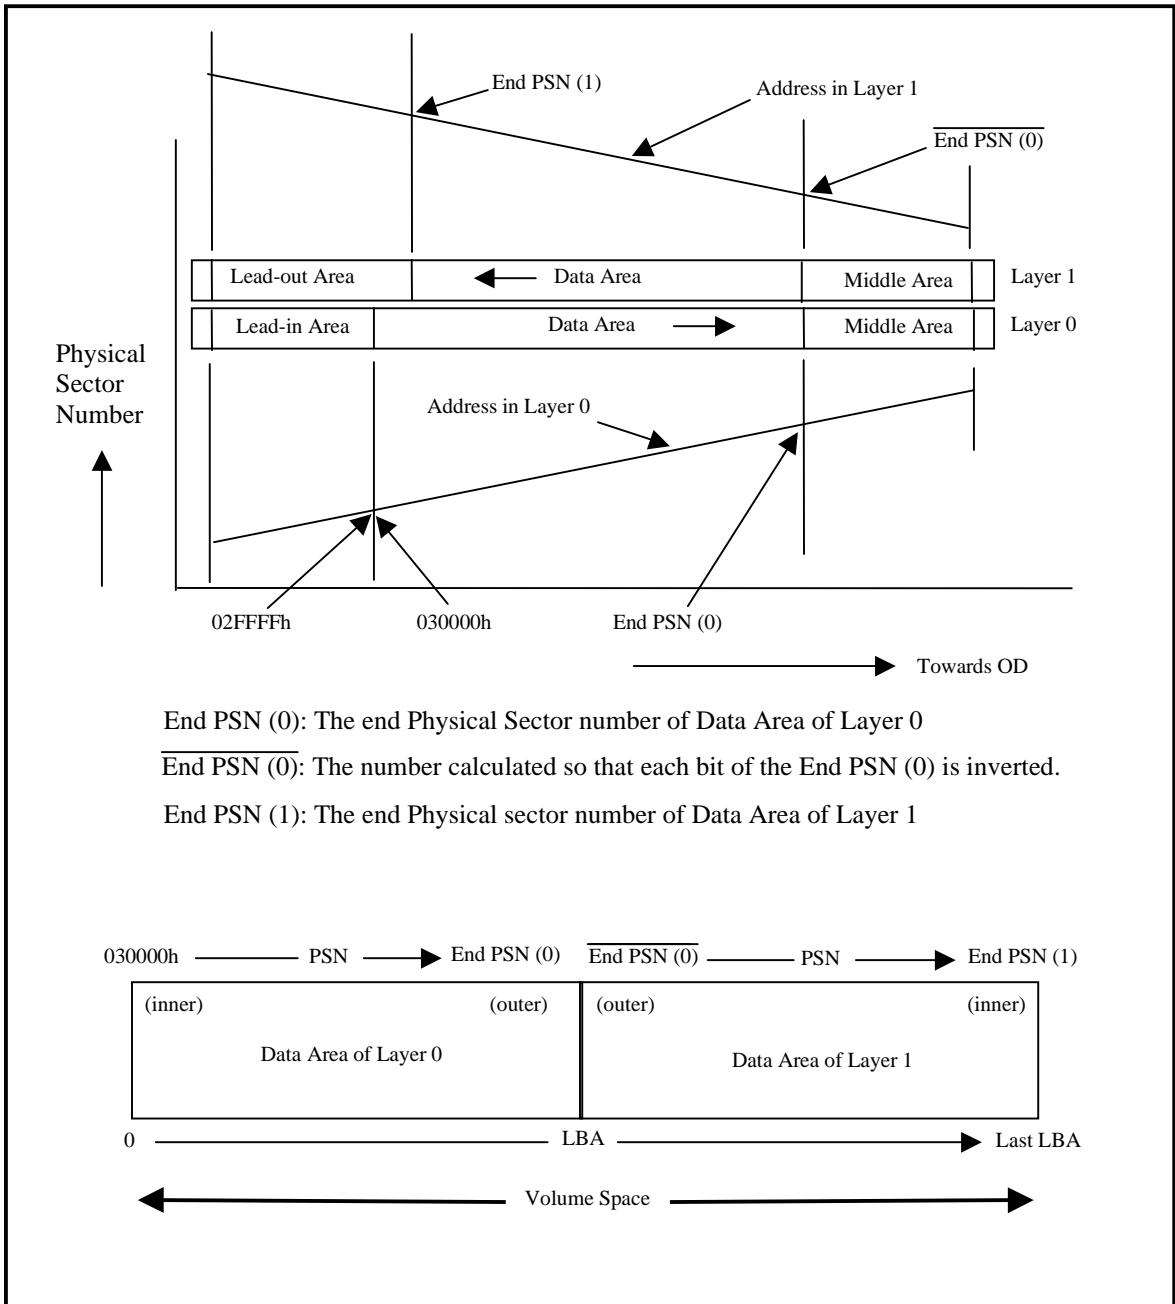 End PSN (1)
Address in Layer 1
End PSN (0)
Lead-out Area
Data Area
Middle Area
Layer 1
Lead-in Area
Data Area
Middle Area
Layer 0
Physical
Sector
Number
Address in Layer 0
02FFFFh
030000h
End PSN (0)
Towards OD
End PSN (0): The end Physical Sector number of Data Area of Layer 0
End PSN (0): The number calculated so that each bit of the End PSN (0) is inverted.
End PSN (1): The end Physical sector number of Data Area of Layer 1
030000h PSN End PSN (0) End PSN (0) PSN End PSN (1)
(inner) (outer) (outer) (inner)
Data Area of Layer 0
Data Area of Layer 1
0 LBA Last LBA
Volume Space